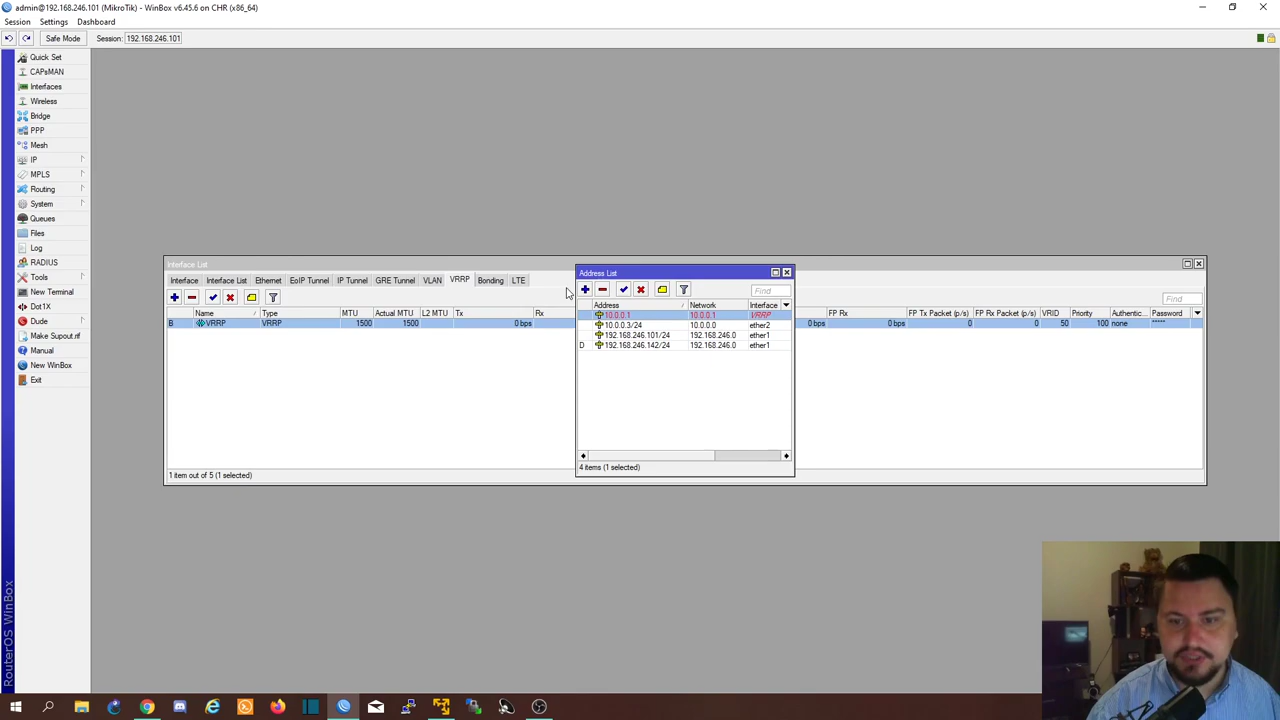 admin@192.168.246.101 (MikroTik) - WinBox v6.45.6 on CHR (x86_64)
Session Settings Dashboard
Safe Mode Session: 192.168.246.101
Quick Set
CAPsMAN
Interfaces
Wireless
Bridge
PPP
Mesh
IP
MPLS
Routing
System
Queues
Files
Log
RADIUS
Tools
New Terminal
Dot1X
Dude
Make Supout.rif
Manual
New WinBox
Exit
RouterOS WinBox
Interface List
Interface Interface List Ethernet EoIP Tunnel IP Tunnel GRE Tunnel VLAN VRRP Bonding LTE
Find
Name Type MTU Actual MTU L2 MTU Tx Rx FP Rx FP Tx Packet (p/s) FP Rx Packet (p/s) VRID Priority Authentic... Password
B VRRP VRRP 1500 1500 0 bps 0 bps 0 bps 0 0 50 100 none *****
1 item out of 5 (1 selected)
Address List
Find
Address Network Interface
10.0.0.1 10.0.0.1 VRRP
10.0.0.3/24 10.0.0.0 ether2
192.168.246.101/24 192.168.246.0 ether1
D 192.168.246.142/24 192.168.246.0 ether1
4 items (1 selected)